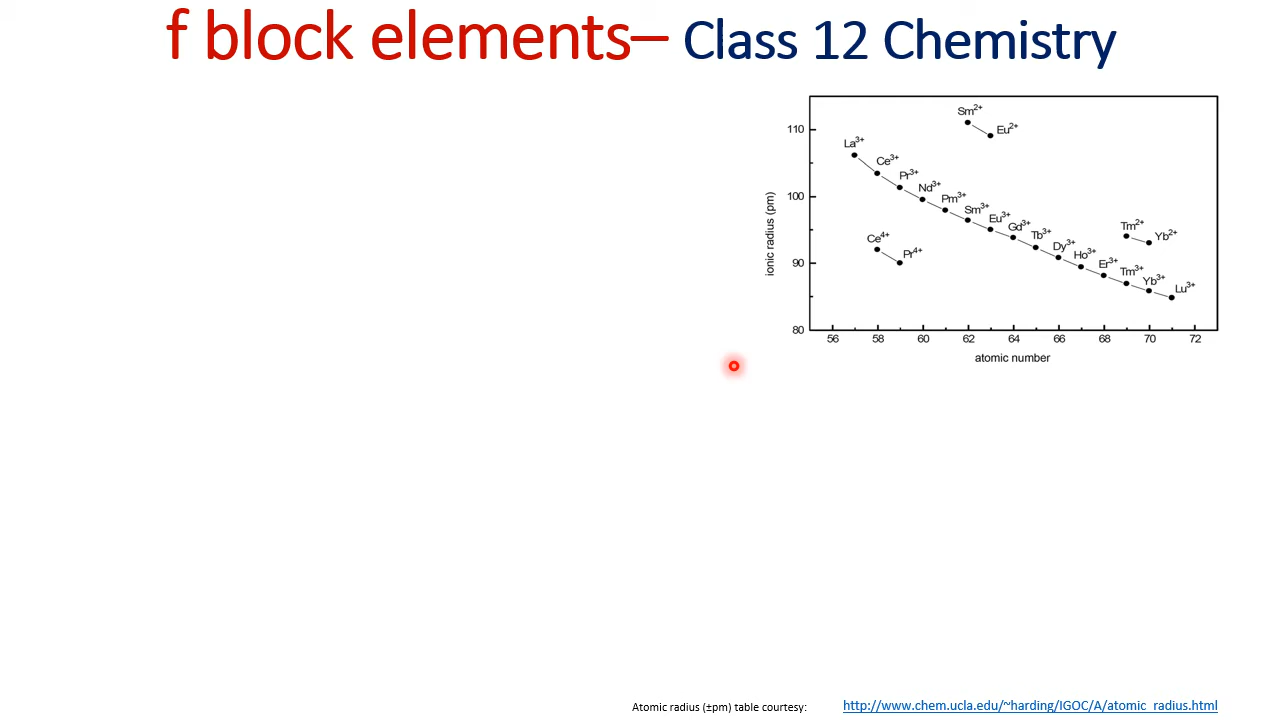 f block elements– Class 12 Chemistry
Sm2+
Eu2+
110
La3+
Ce3+
Pr3+
Nd3+
100
Pm3+
Sm3+
Eu3+
Gd3+
Tm2+
Tb3+
Yb2+
Ce4+
Dy3+
Pr4+
Ho3+
90
Er3+
Tm3+
Yb3+
Lu3+
80
ionic radius (pm)
56 58 60 62 64 66 68 70 72
atomic number
Atomic radius (±pm) table courtesy: http://www.chem.ucla.edu/~harding/IGOC/A/atomic_radius.html